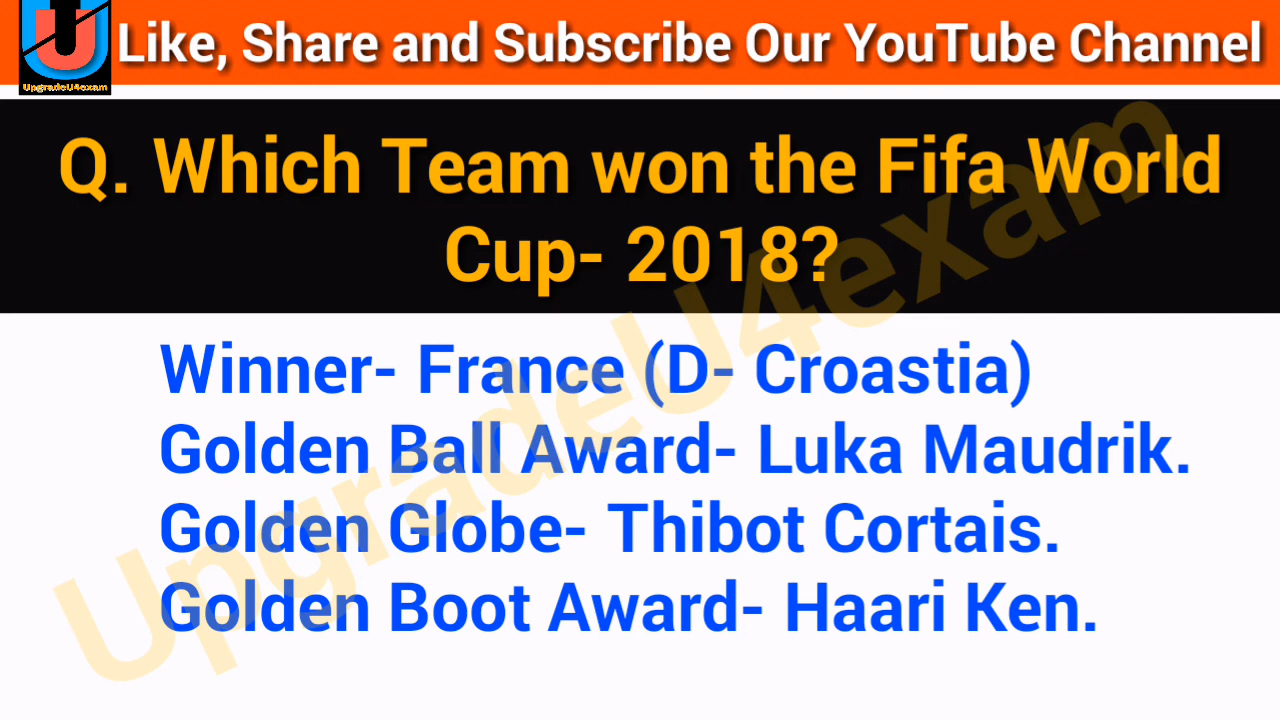 Like, Share and Subscribe Our YouTube Channel
UpgradeU4exam
Q. Which Team won the Fifa World
Cup- 2018?
Winner- France (D- Croastia)
Golden Ball Award- Luka Maudrik.
Golden Globe- Thibot Cortais.
Golden Boot Award- Haari Ken.
UpgradeU4exam